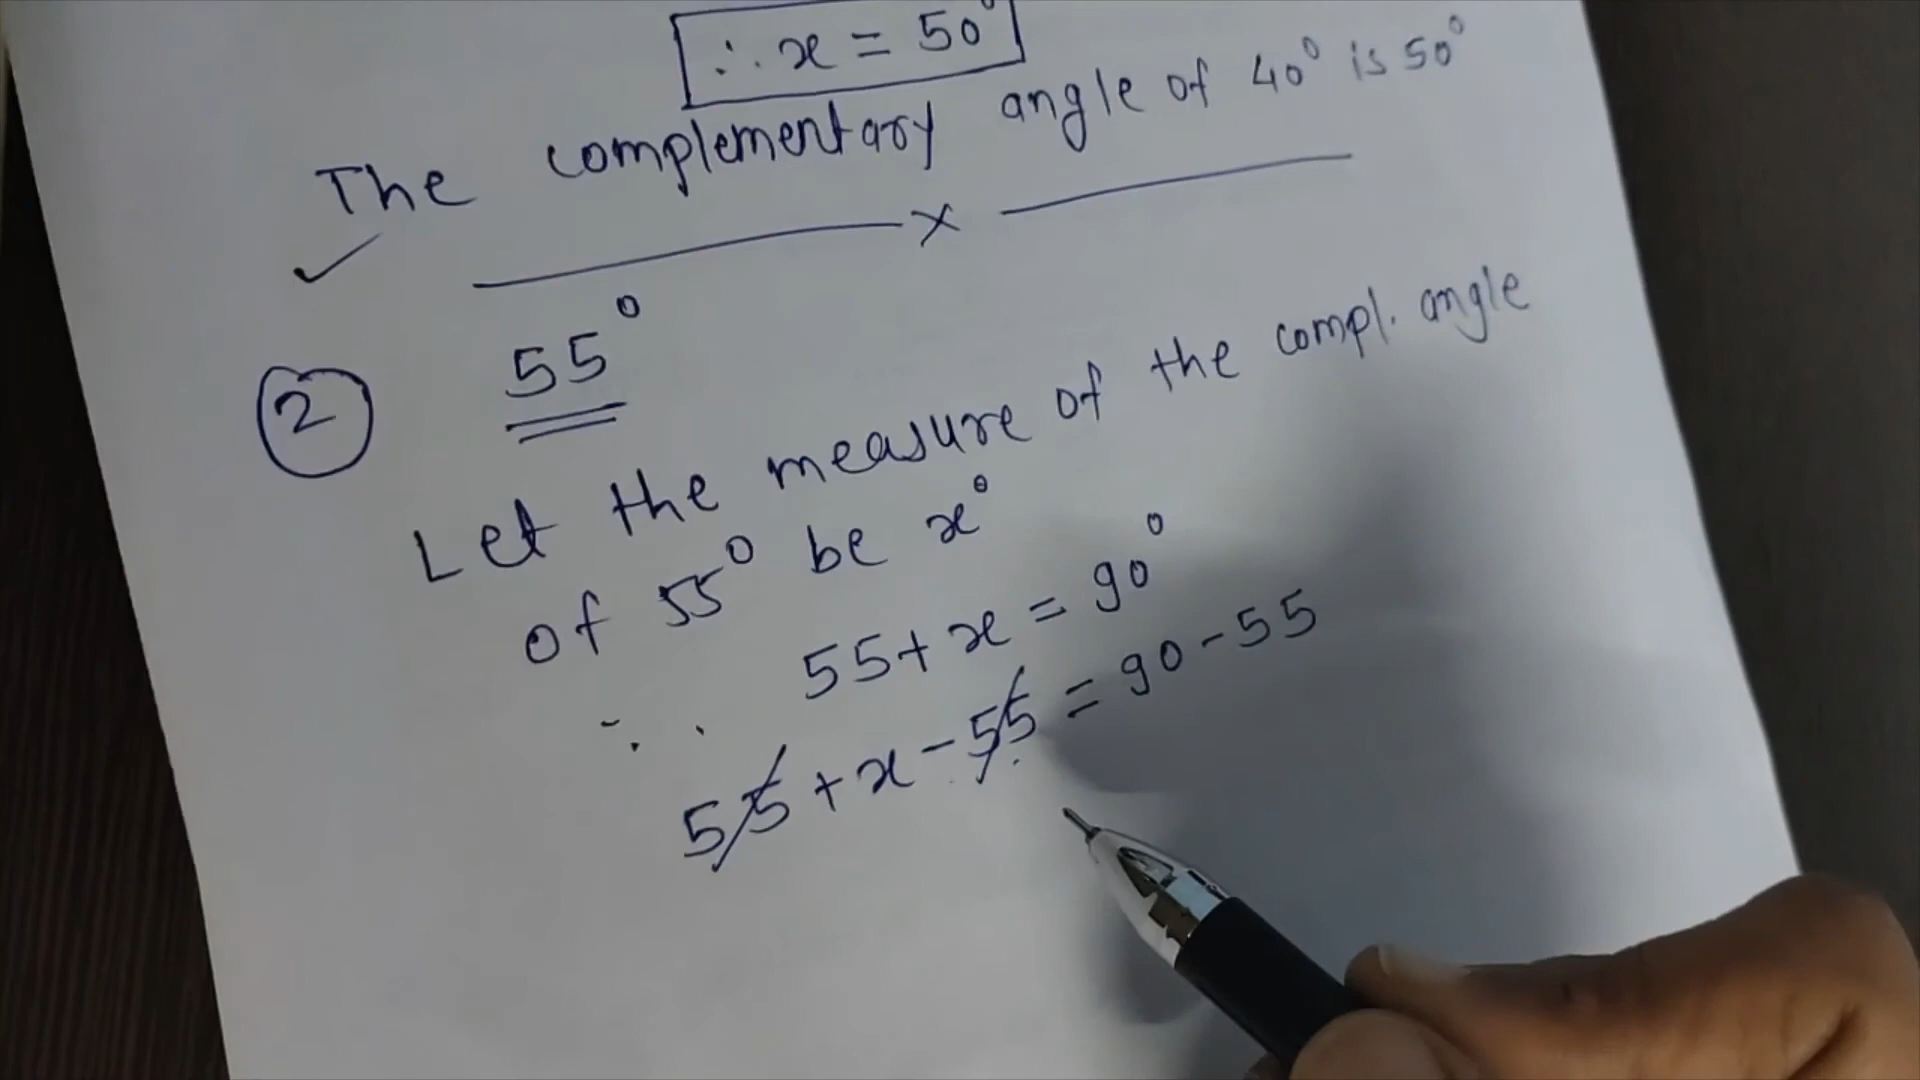 ∴ x = 50°
The complementary angle of 40° is 50°
x
2 55°
Let the measure of the compl. angle
of 55° be x°
∴ 55 + x = 90°
55 + x - 55 = 90 - 55